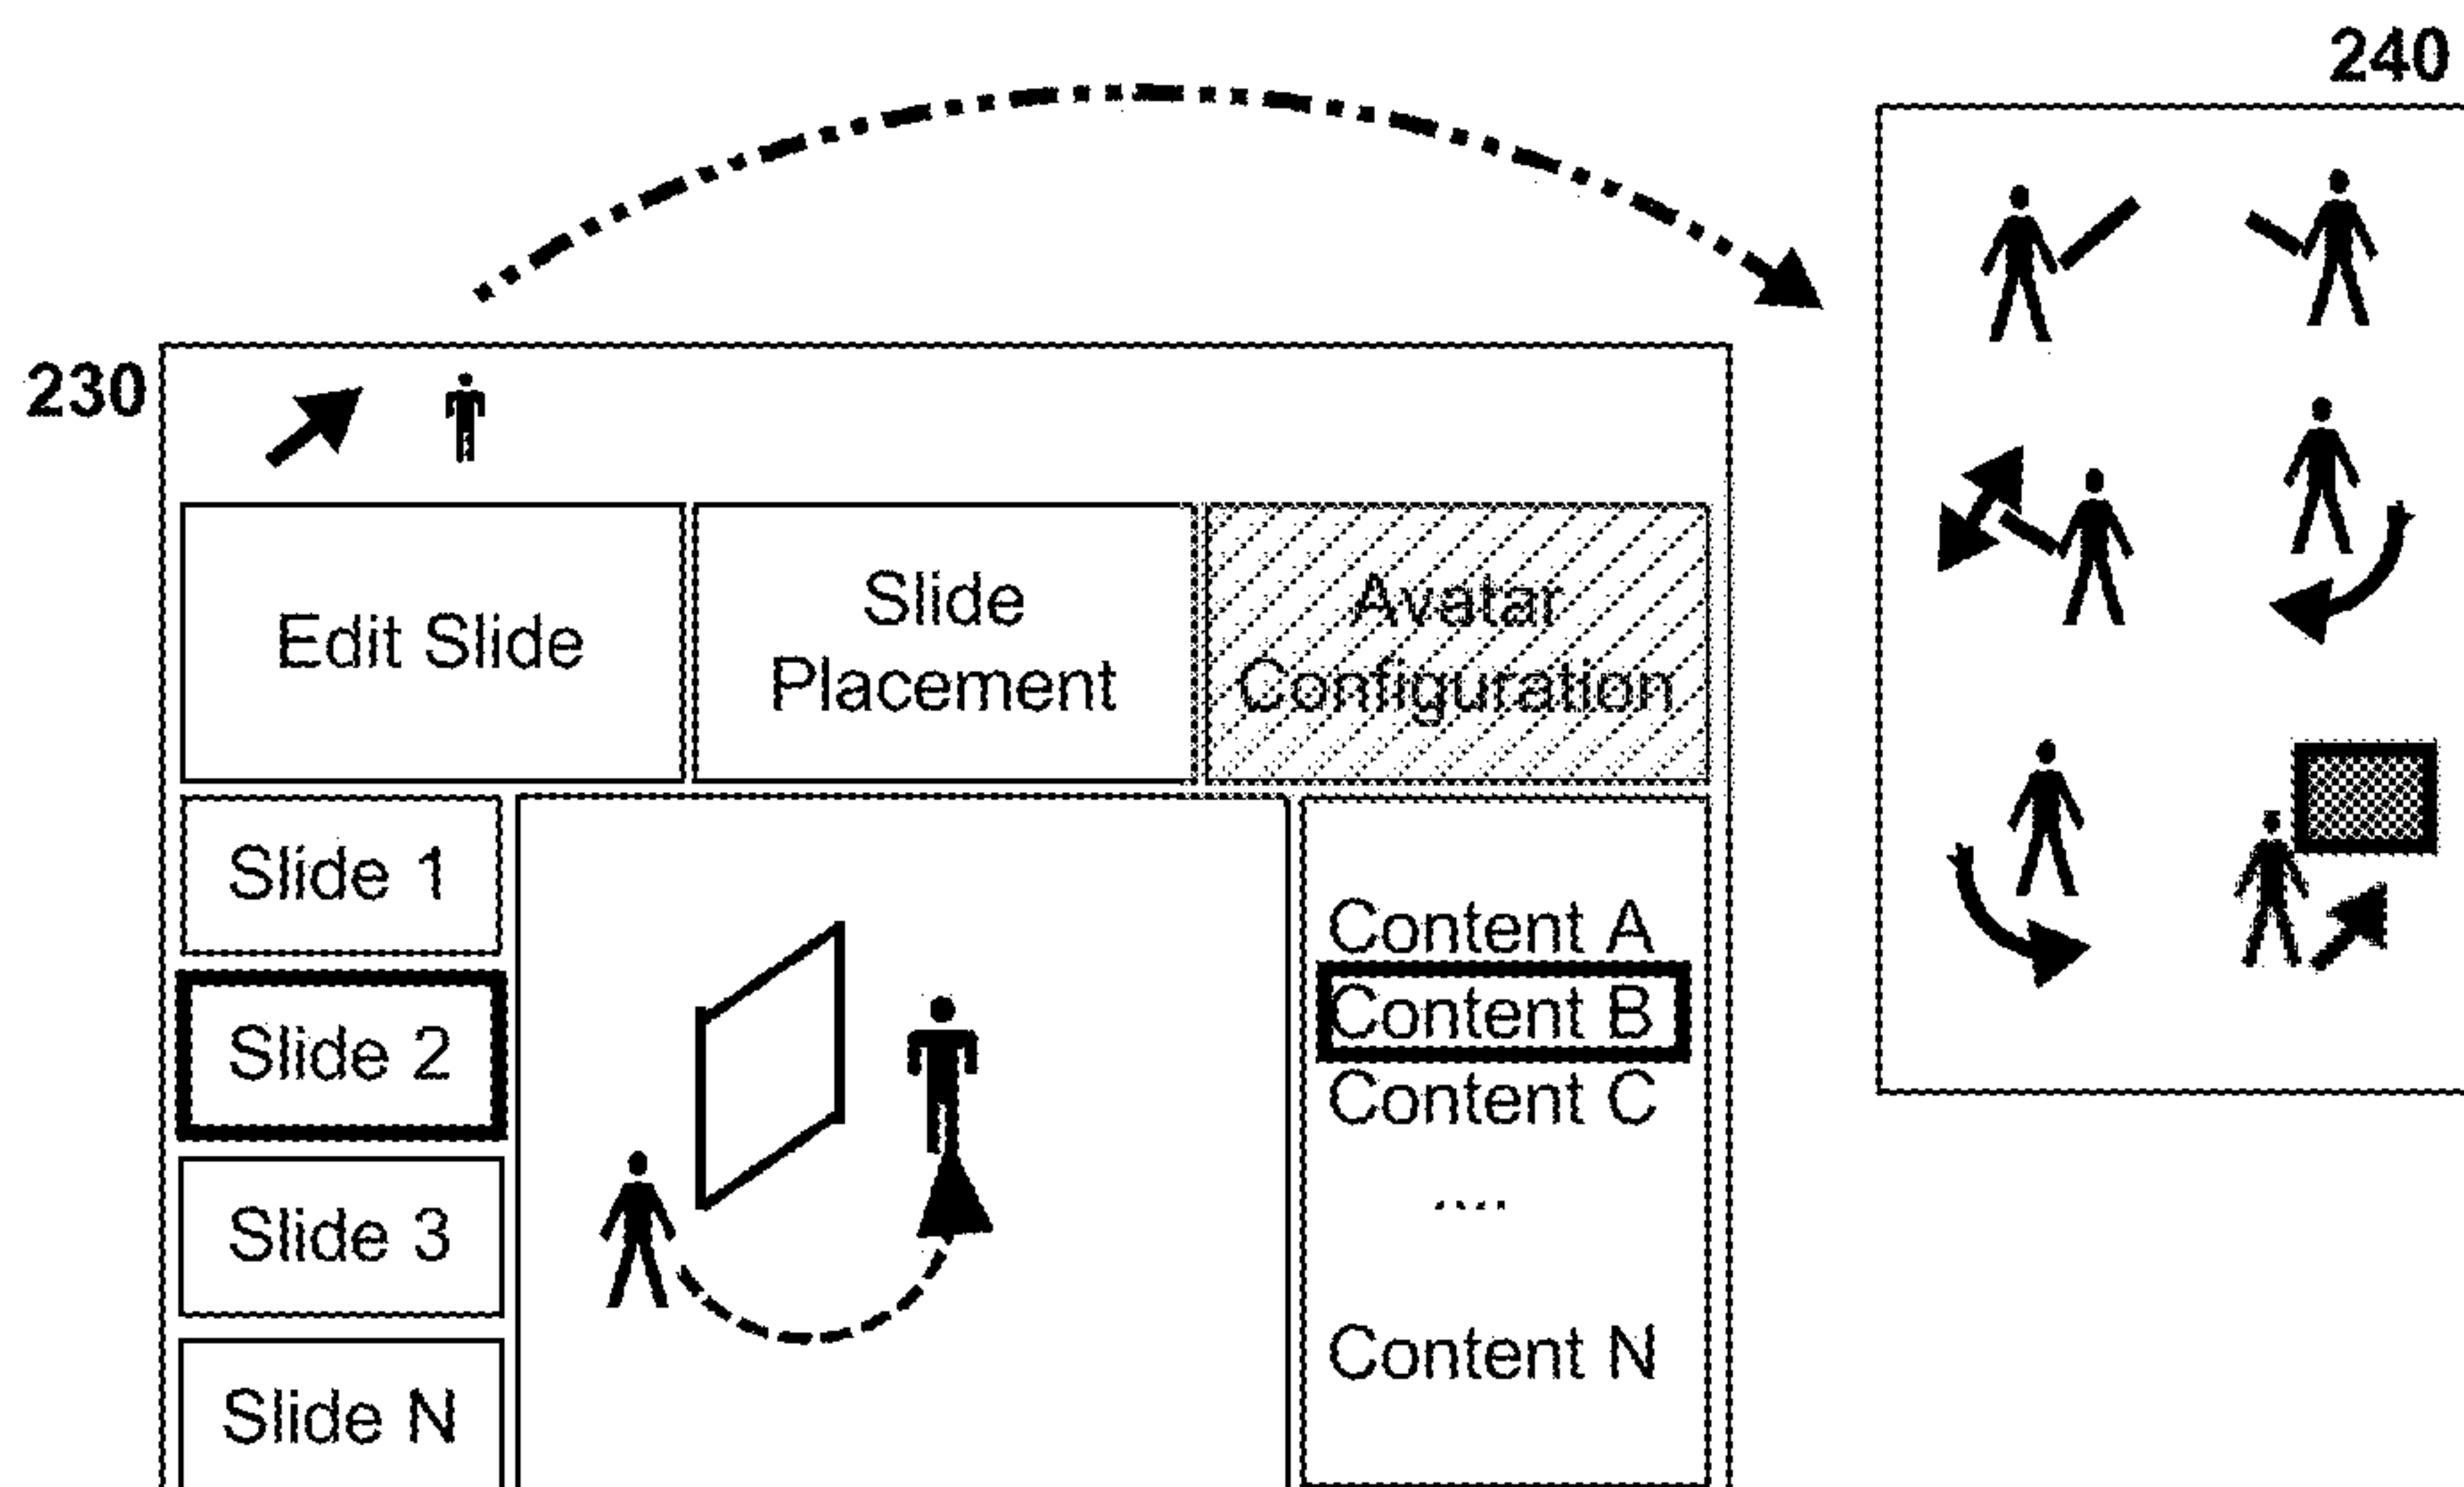 240
230
Edit Slide
Slide
Placement
Avatar
Configuration
Slide 1
Slide 2
Slide 3
Slide N
Content A
Content B
Content C
....
Content N